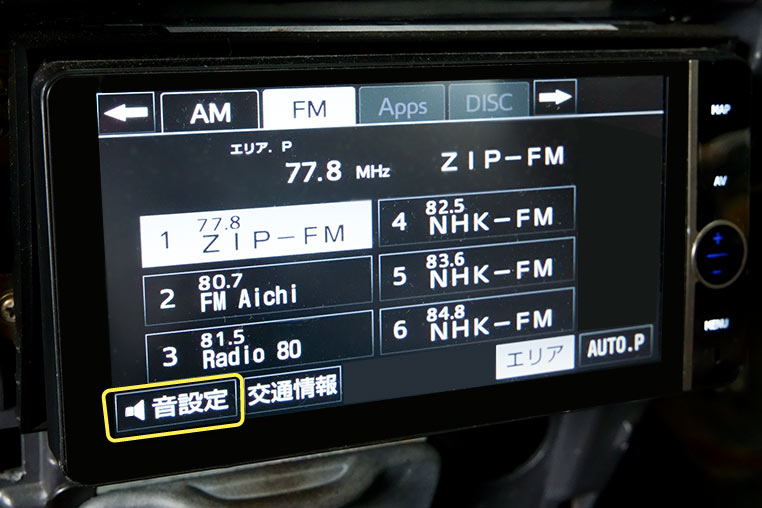 AM FM Apps DISC
エリア. P
77.8 MHz ZIP-FM
1 77.8 ZIP-FM
2 80.7 FM Aichi
3 81.5 Radio 80
4 82.5 NHK-FM
5 83.6 NHK-FM
6 84.8 NHK-FM
エリア AUTO.P
音設定 交通情報
MAP
AV
+
-
MENU